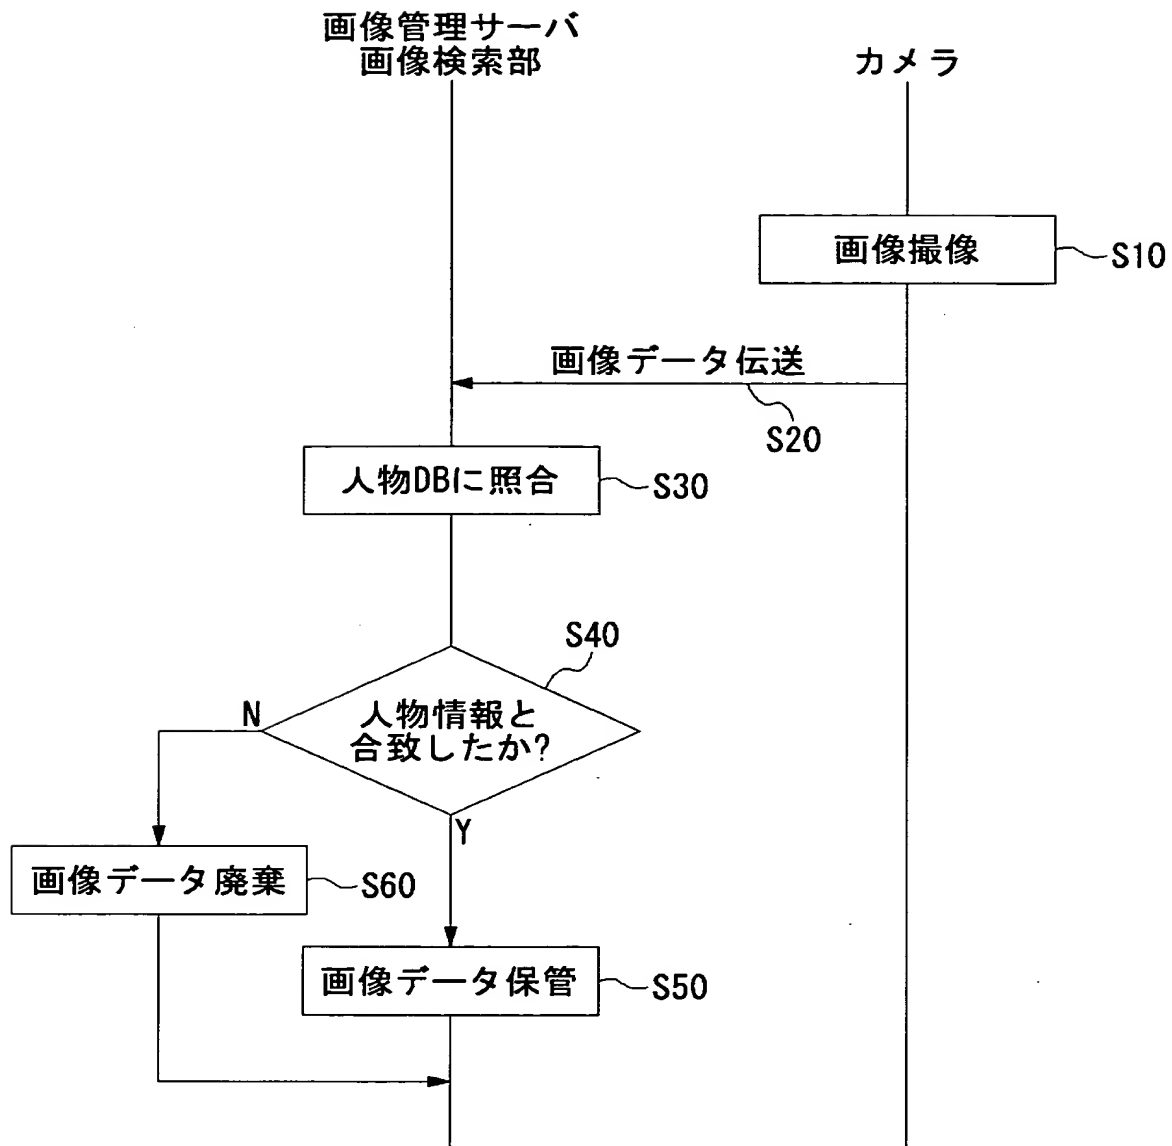 画像管理サーバ
画像検索部
カメラ
画像撮像
S10
画像データ伝送
S20
人物DBに照合
S30
S40
人物情報と
合致したか?
N
Y
画像データ廃棄
S60
画像データ保管
S50